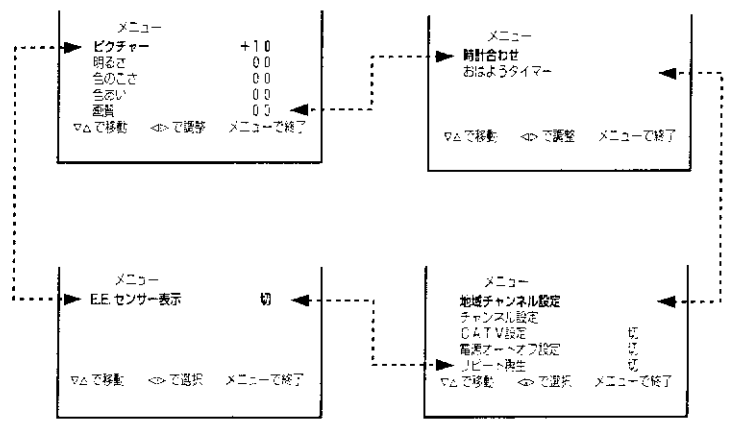 メニュー
ピクチャー +10
明るさ 00
色のこさ 00
色あい 00
画質 00
▽△で移動 ◁▷で調整 メニューで終了
メニュー
時計合わせ
おはようタイマー
▽△で移動 ◁▷で調整 メニューで終了
メニュー
E.E.センサー表示 切
▽△で移動 ◁▷で選択 メニューで終了
メニュー
地域チャンネル設定
チャンネル設定
CATV設定 切
電源オートオフ設定 切
リピート再生 切
▽△で移動 ◁▷で選択 メニューで終了